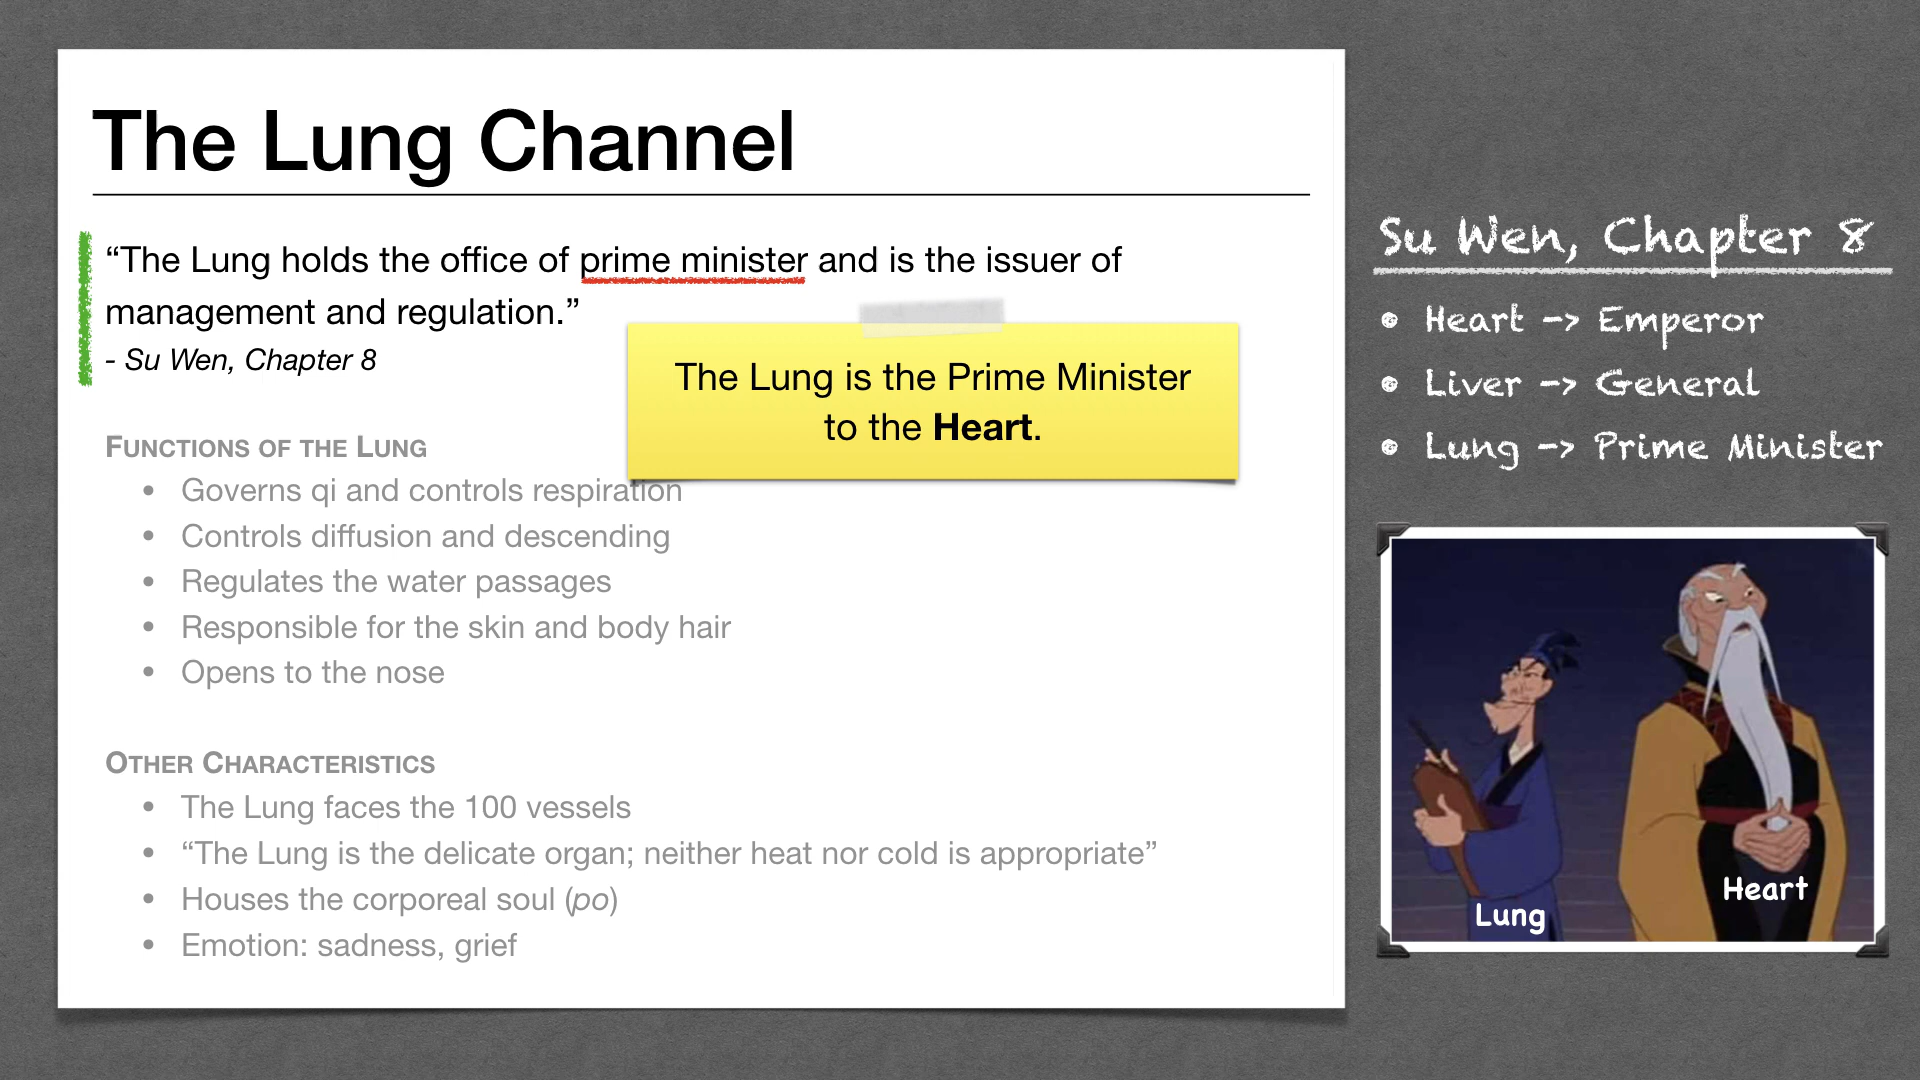 The Lung Channel
“The Lung holds the office of prime minister and is the issuer of
management and regulation.”
- Su Wen, Chapter 8
The Lung is the Prime Minister
to the Heart.
FUNCTIONS OF THE LUNG
• Governs qi and controls respiration
• Controls diffusion and descending
• Regulates the water passages
• Responsible for the skin and body hair
• Opens to the nose
OTHER CHARACTERISTICS
• The Lung faces the 100 vessels
• “The Lung is the delicate organ; neither heat nor cold is appropriate”
• Houses the corporeal soul (po)
• Emotion: sadness, grief
Su Wen, Chapter 8
• Heart -> Emperor
• Liver -> General
• Lung -> Prime Minister
Heart
Lung